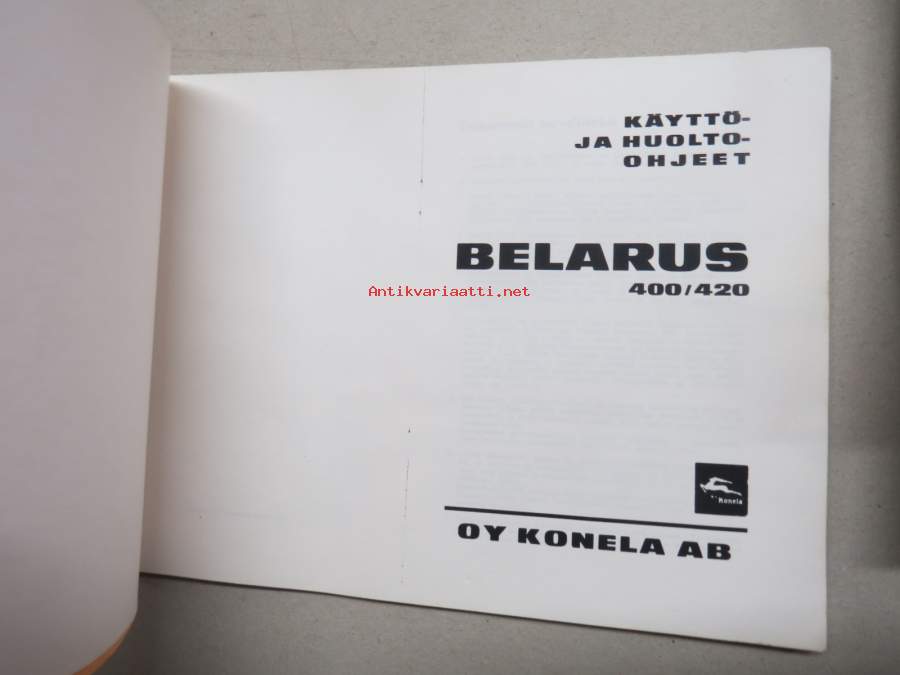 KÄYTTÖ-
JA HUOLTO-
OHJEET
BELARUS
400/420
Antikvariaatti.net
Konela
OY KONELA AB